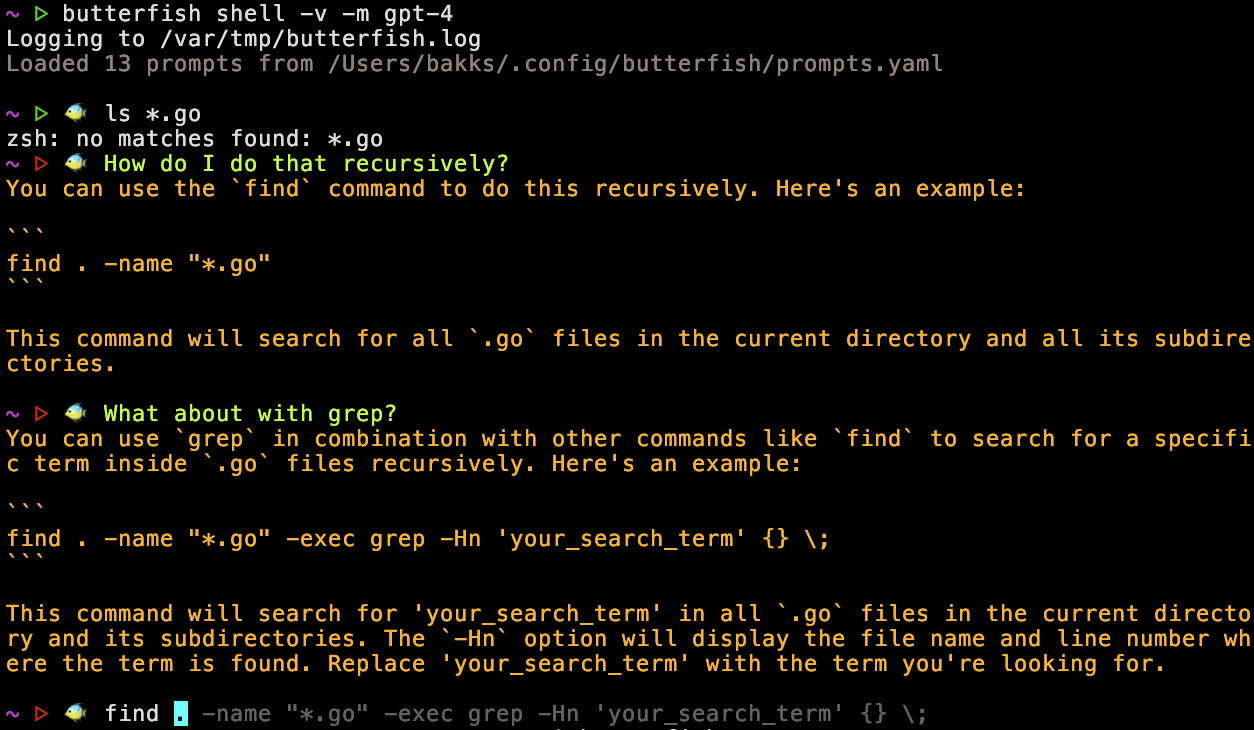 ~ ▷ butterfish shell -v -m gpt-4
Logging to /var/tmp/butterfish.log
Loaded 13 prompts from /Users/bakks/.config/butterfish/prompts.yaml
~ ▷ 🐠 ls *.go
zsh: no matches found: *.go
~ ▷ 🐠 How do I do that recursively?
You can use the `find` command to do this recursively. Here's an example:
```
find . -name "*.go"
```
This command will search for all `.go` files in the current directory and all its subdire
ctories.
~ ▷ 🐠 What about with grep?
You can use `grep` in combination with other commands like `find` to search for a specifi
c term inside `.go` files recursively. Here's an example:
```
find . -name "*.go" -exec grep -Hn 'your_search_term' {} \;
```
This command will search for 'your_search_term' in all `.go` files in the current directo
ry and its subdirectories. The `-Hn` option will display the file name and line number wh
ere the term is found. Replace 'your_search_term' with the term you're looking for.
~ ▷ 🐠 find . -name "*.go" -exec grep -Hn 'your_search_term' {} \;